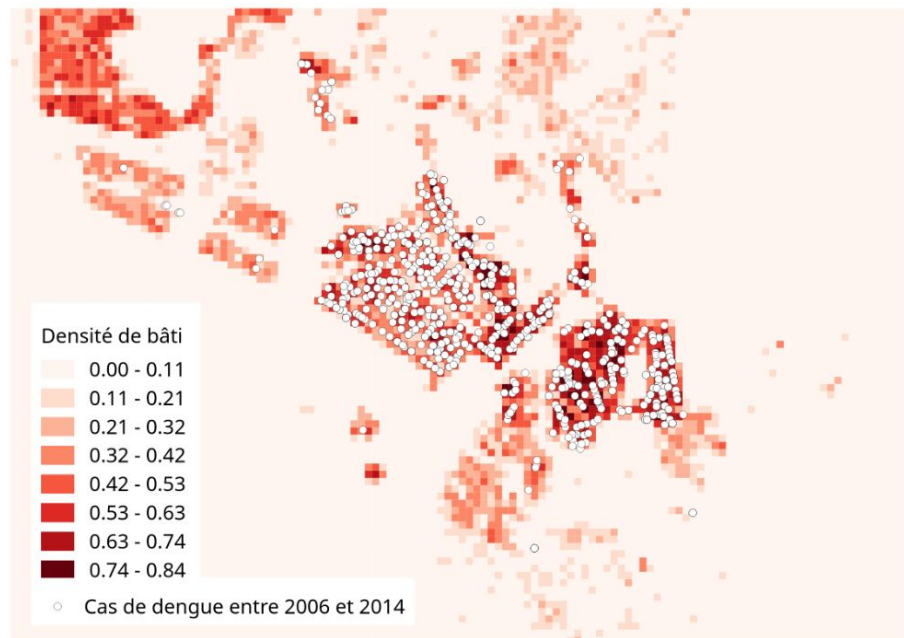 Densité de bâti
0.00 - 0.11
0.11 - 0.21
0.21 - 0.32
0.32 - 0.42
0.42 - 0.53
0.53 - 0.63
0.63 - 0.74
0.74 - 0.84
Cas de dengue entre 2006 et 2014